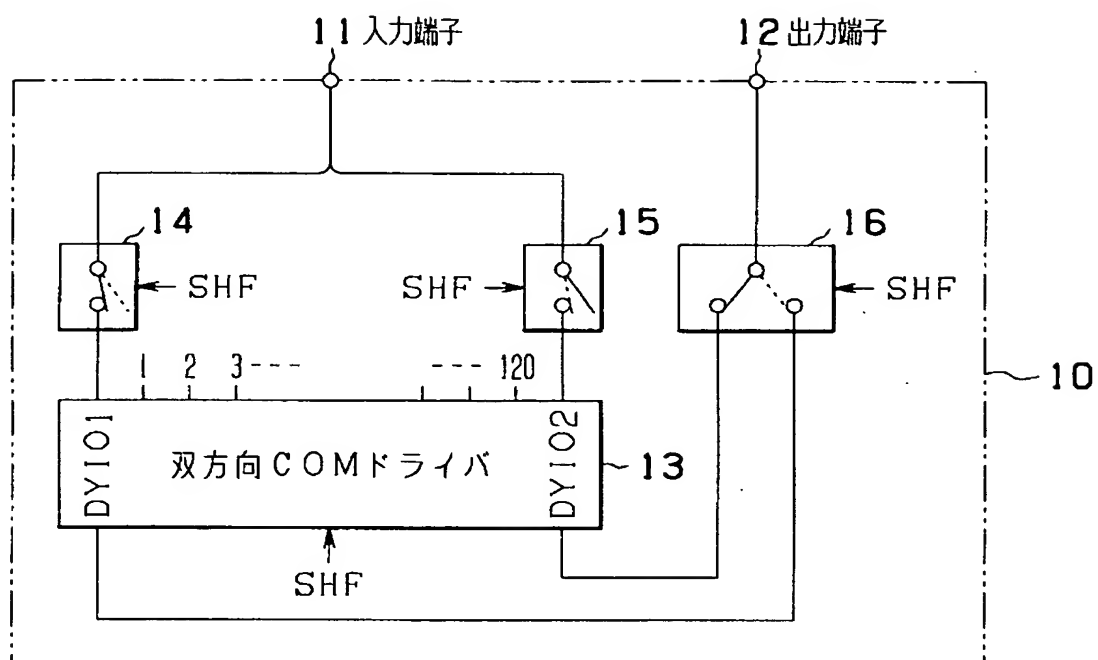 11 入力端子
12 出力端子
14
15
16
SHF
SHF
SHF
1 2 3 ---- --- 120
10
DYIO1
双方向COMドライバ
DYIO2
13
SHF